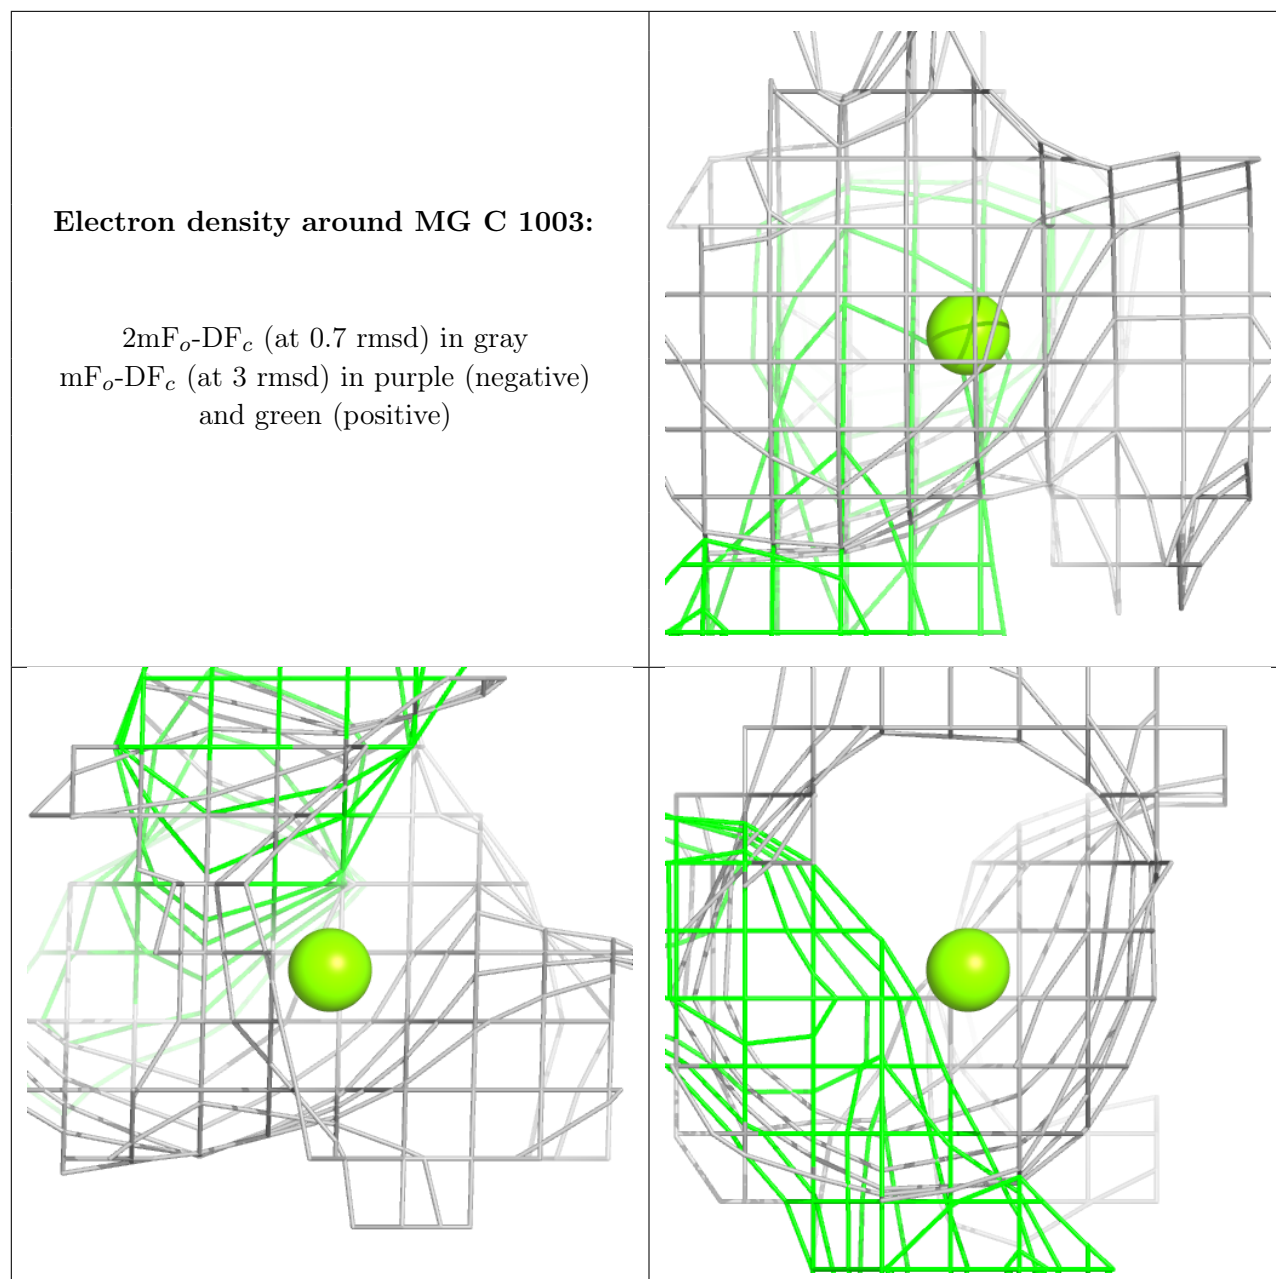 Electron density around MG C 1003:
2mFo-DFc (at 0.7 rmsd) in gray
mFo-DFc (at 3 rmsd) in purple (negative)
and green (positive)